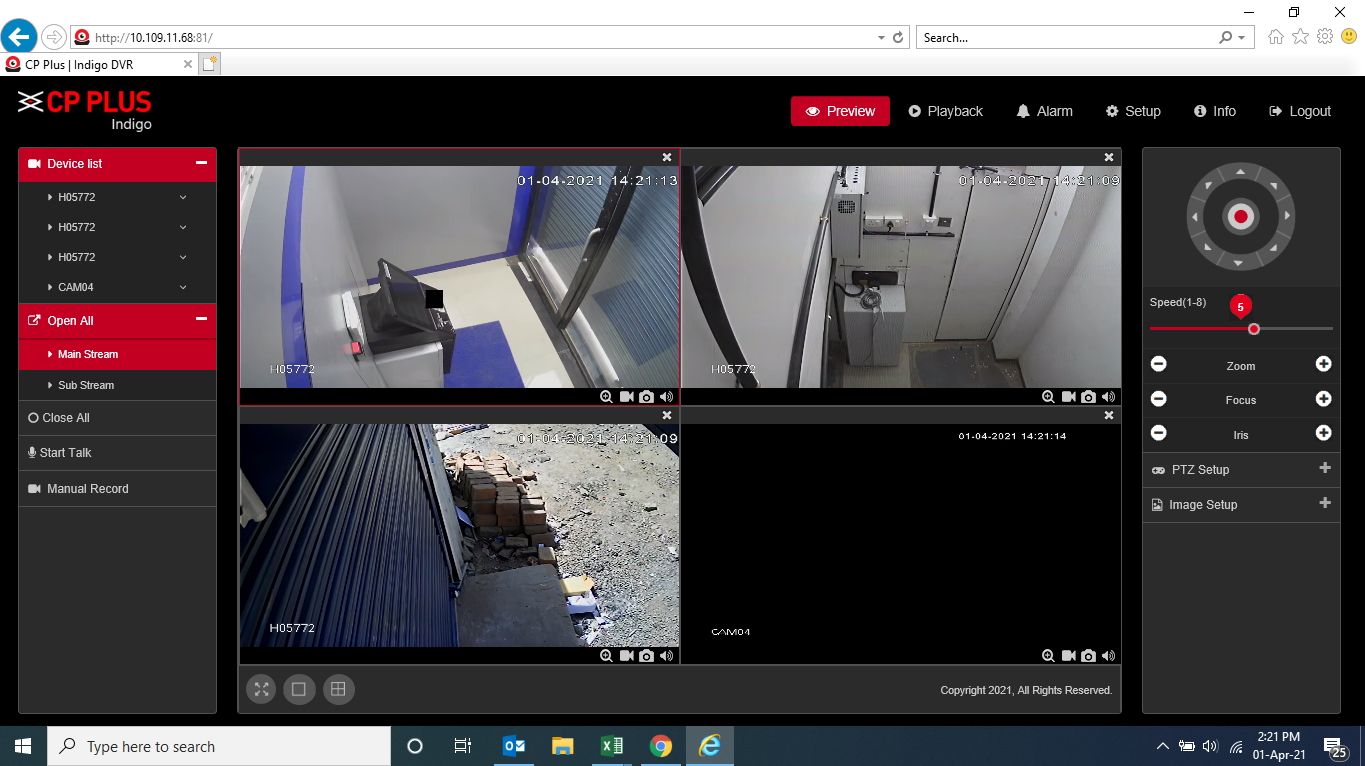 http://10.109.11.68:81/
Search...
CP Plus | Indigo DVR
CP PLUS
Indigo
Preview
Playback
Alarm
Setup
Info
Logout
Device list
H05772
H05772
H05772
CAM04
Open All
Main Stream
Sub Stream
Close All
Start Talk
Manual Record
01-04-2021 14:21:13
H05772
01-04-2021 14:21:09
H05772
01-04-2021 14:21:09
H05772
01-04-2021 14:21:14
CAM04
Copyright 2021, All Rights Reserved.
Speed(1-8)
5
Zoom
Focus
Iris
PTZ Setup
Image Setup
Type here to search
2:21 PM
01-Apr-21
25